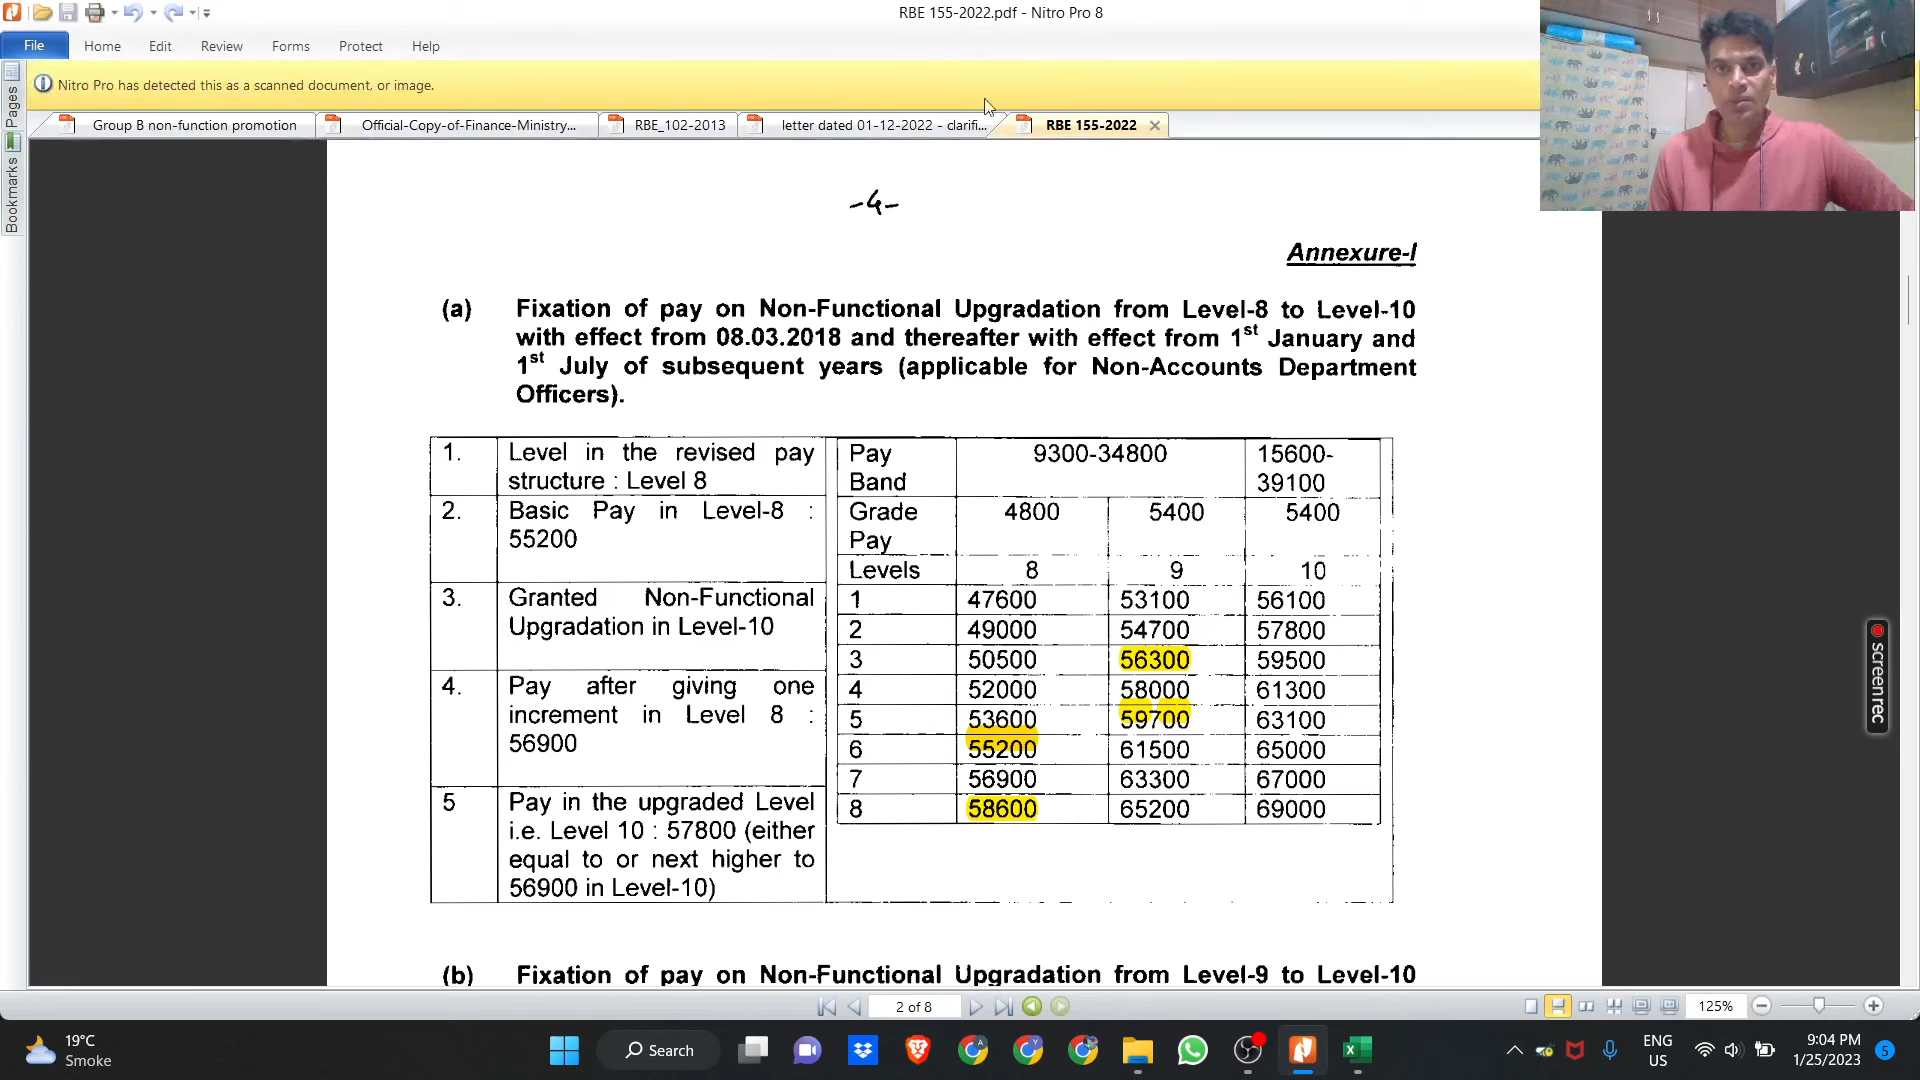 RBE 155-2022.pdf - Nitro Pro 8
File Home Edit Review Forms Protect Help
Nitro Pro has detected this as a scanned document, or image.
Group B non-function promotion Official-Copy-of-Finance-Ministry... RBE_102-2013 letter dated 01-12-2022 - clarifi... RBE 155-2022
Pages
Bookmarks
-4-
Annexure-I
(a) Fixation of pay on Non-Functional Upgradation from Level-8 to Level-10
with effect from 08.03.2018 and thereafter with effect from 1st January and
1st July of subsequent years (applicable for Non-Accounts Department
Officers).
1. Level in the revised pay
structure : Level 8
2. Basic Pay in Level-8 :
55200
3. Granted Non-Functional
Upgradation in Level-10
4. Pay after giving one
increment in Level 8 :
56900
5 Pay in the upgraded Level
i.e. Level 10 : 57800 (either
equal to or next higher to
56900 in Level-10)
Pay Band 9300-34800 15600-39100
Grade Pay 4800 5400 5400
Levels 8 9 10
1 47600 53100 56100
2 49000 54700 57800
3 50500 56300 59500
4 52000 58000 61300
5 53600 59700 63100
6 55200 61500 65000
7 56900 63300 67000
8 58600 65200 69000
(b) Fixation of pay on Non-Functional Upgradation from Level-9 to Level-10
screenrec
2 of 8
125%
19°C
Smoke
Search
ENG
US
9:04 PM
1/25/2023
5